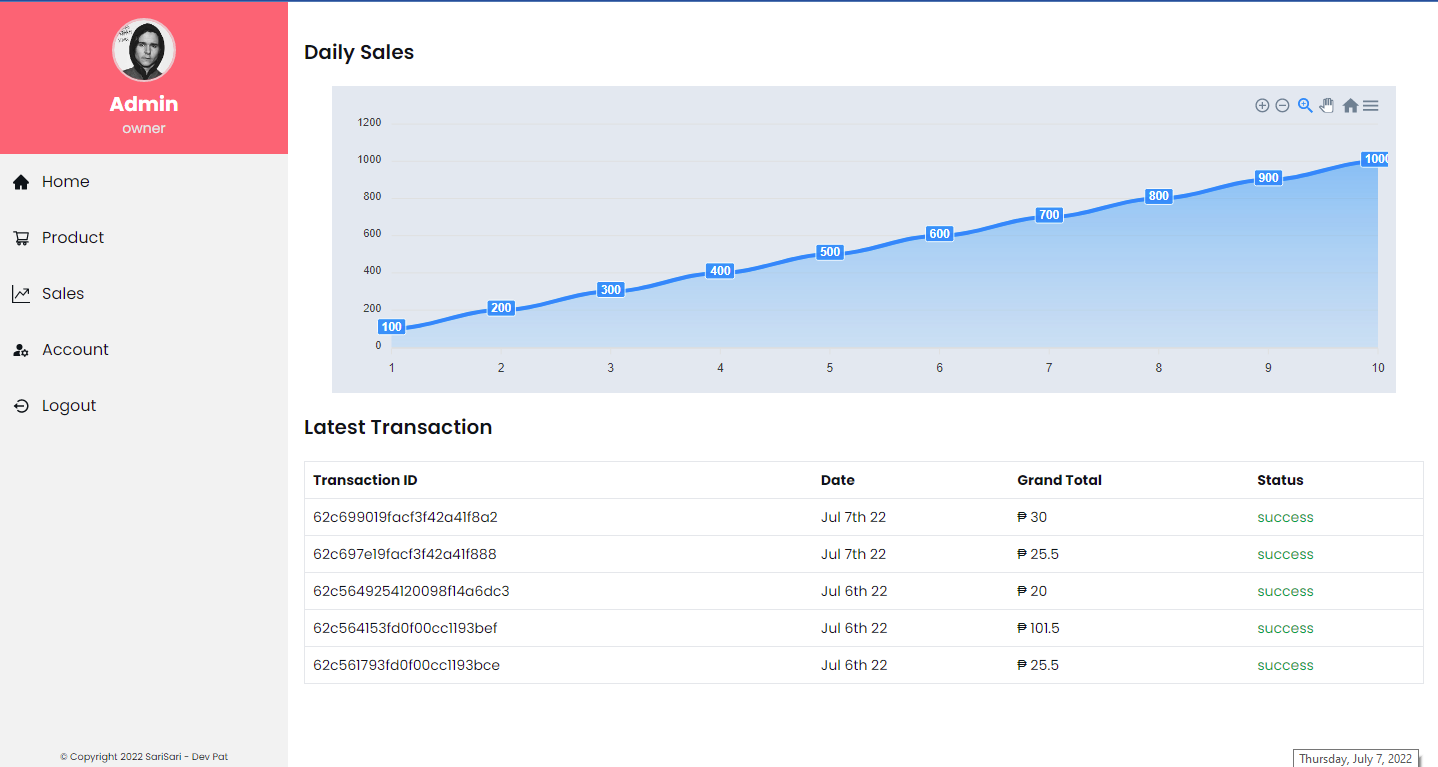 Admin
owner
Home
Product
Sales
Account
Logout
© Copyright 2022 SariSari - Dev Pat
Daily Sales
1200
1000
800
600
400
200
0
100
200
300
400
500
600
700
800
900
1000
1 2 3 4 5 6 7 8 9 10
Latest Transaction
Transaction ID Date Grand Total Status
62c699019facf3f42a41f8a2 Jul 7th 22 ₱ 30 success
62c697e19facf3f42a41f888 Jul 7th 22 ₱ 25.5 success
62c5649254120098f14a6dc3 Jul 6th 22 ₱ 20 success
62c564153fd0f00cc1193bef Jul 6th 22 ₱ 101.5 success
62c561793fd0f00cc1193bce Jul 6th 22 ₱ 25.5 success
Thursday, July 7, 2022